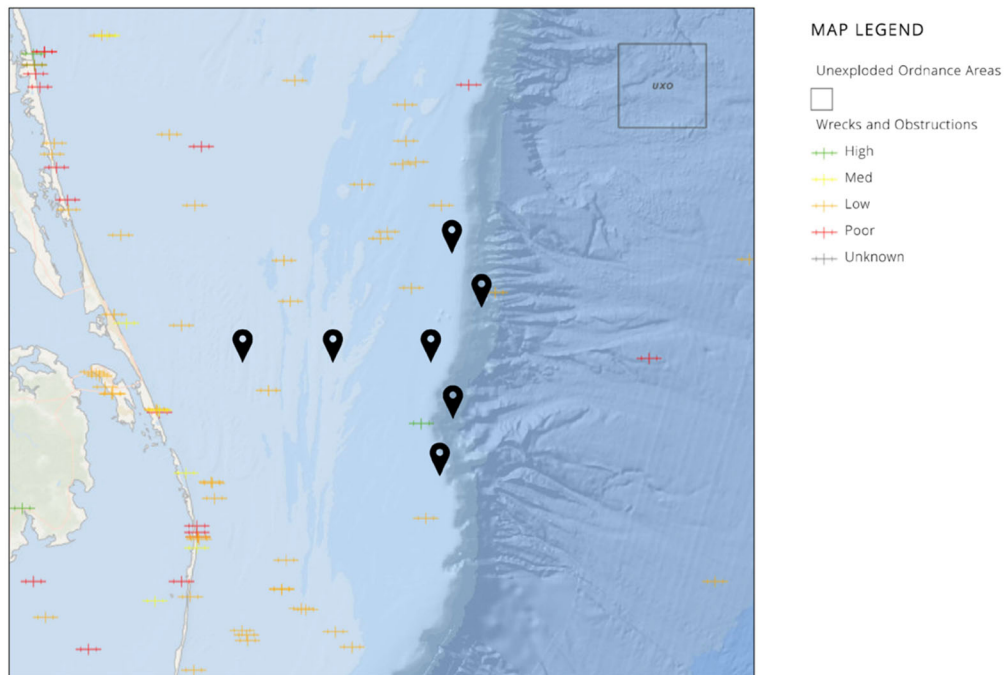 MAP LEGEND
Unexploded Ordnance Areas
UXO
Wrecks and Obstructions
High
Med
Low
Poor
Unknown